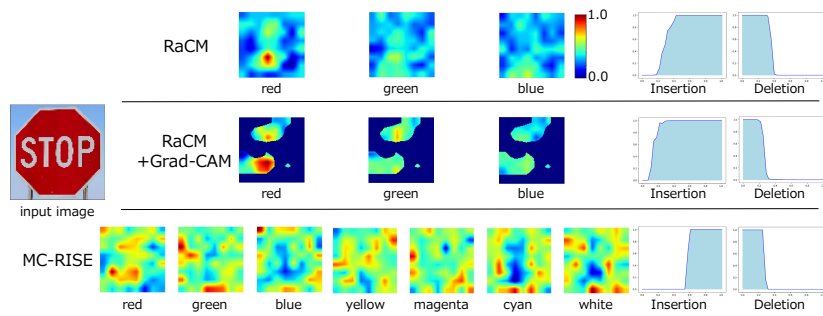 RaCM
1.0
0.0
red
green
blue
Insertion
Deletion
STOP
input image
RaCM
+Grad-CAM
red
green
blue
Insertion
Deletion
MC-RISE
red
green
blue
yellow
magenta
cyan
white
Insertion
Deletion